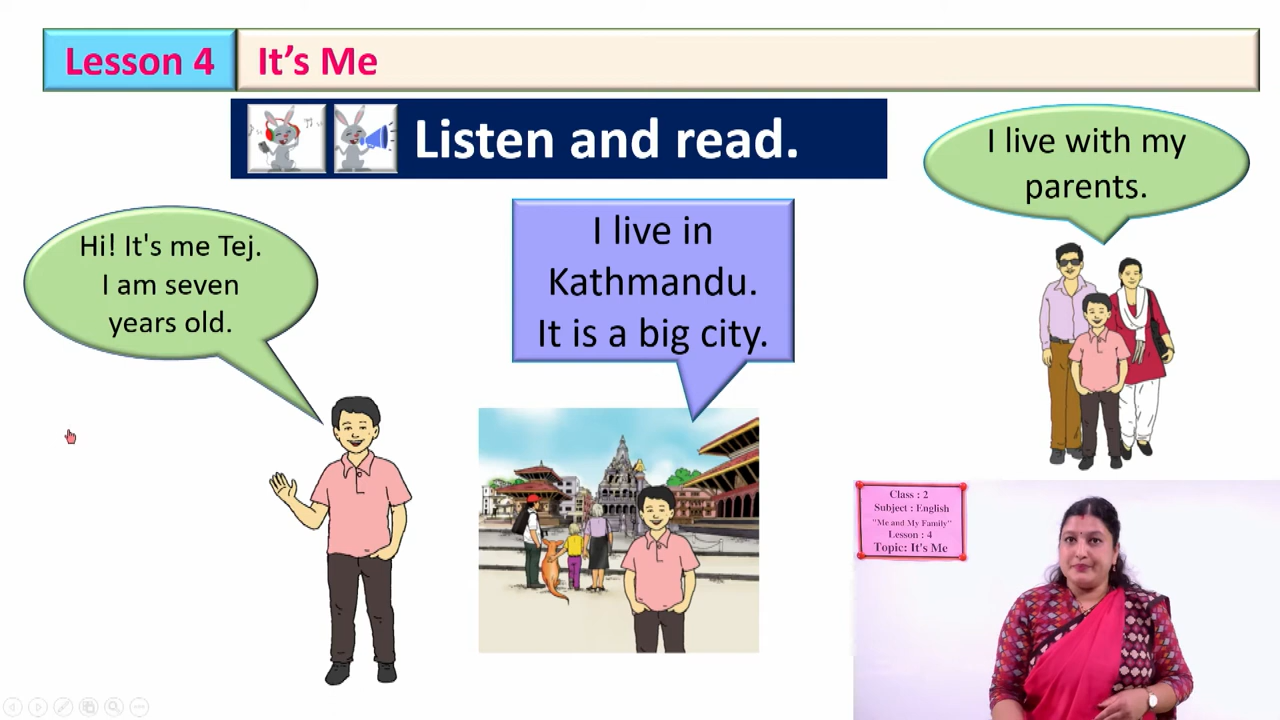 Lesson 4
It's Me
Listen and read.
I live with my
parents.
Hi! It's me Tej.
I am seven
years old.
I live in
Kathmandu.
It is a big city.
Class : 2
Subject : English
"Me and My Family"
Lesson : 4
Topic: It's Me